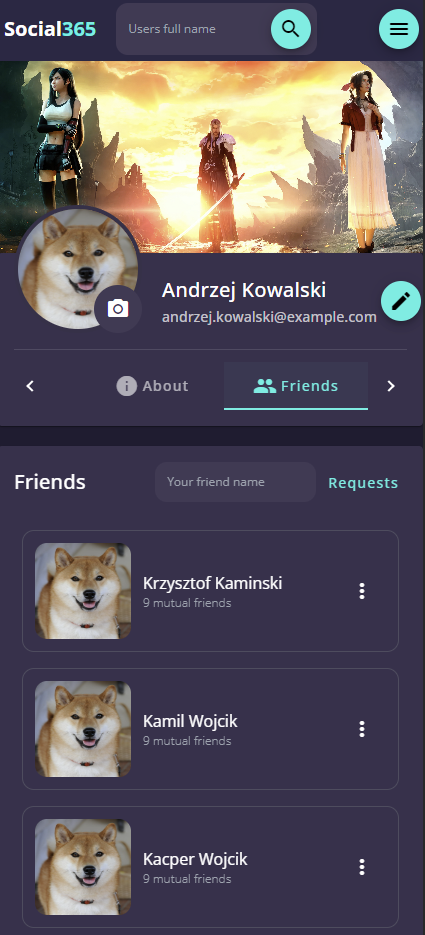 Social365
Users full name
Andrzej Kowalski
andrzej.kowalski@example.com
About
Friends
Friends
Your friend name
Requests
Krzysztof Kaminski
9 mutual friends
Kamil Wojcik
9 mutual friends
Kacper Wojcik
9 mutual friends